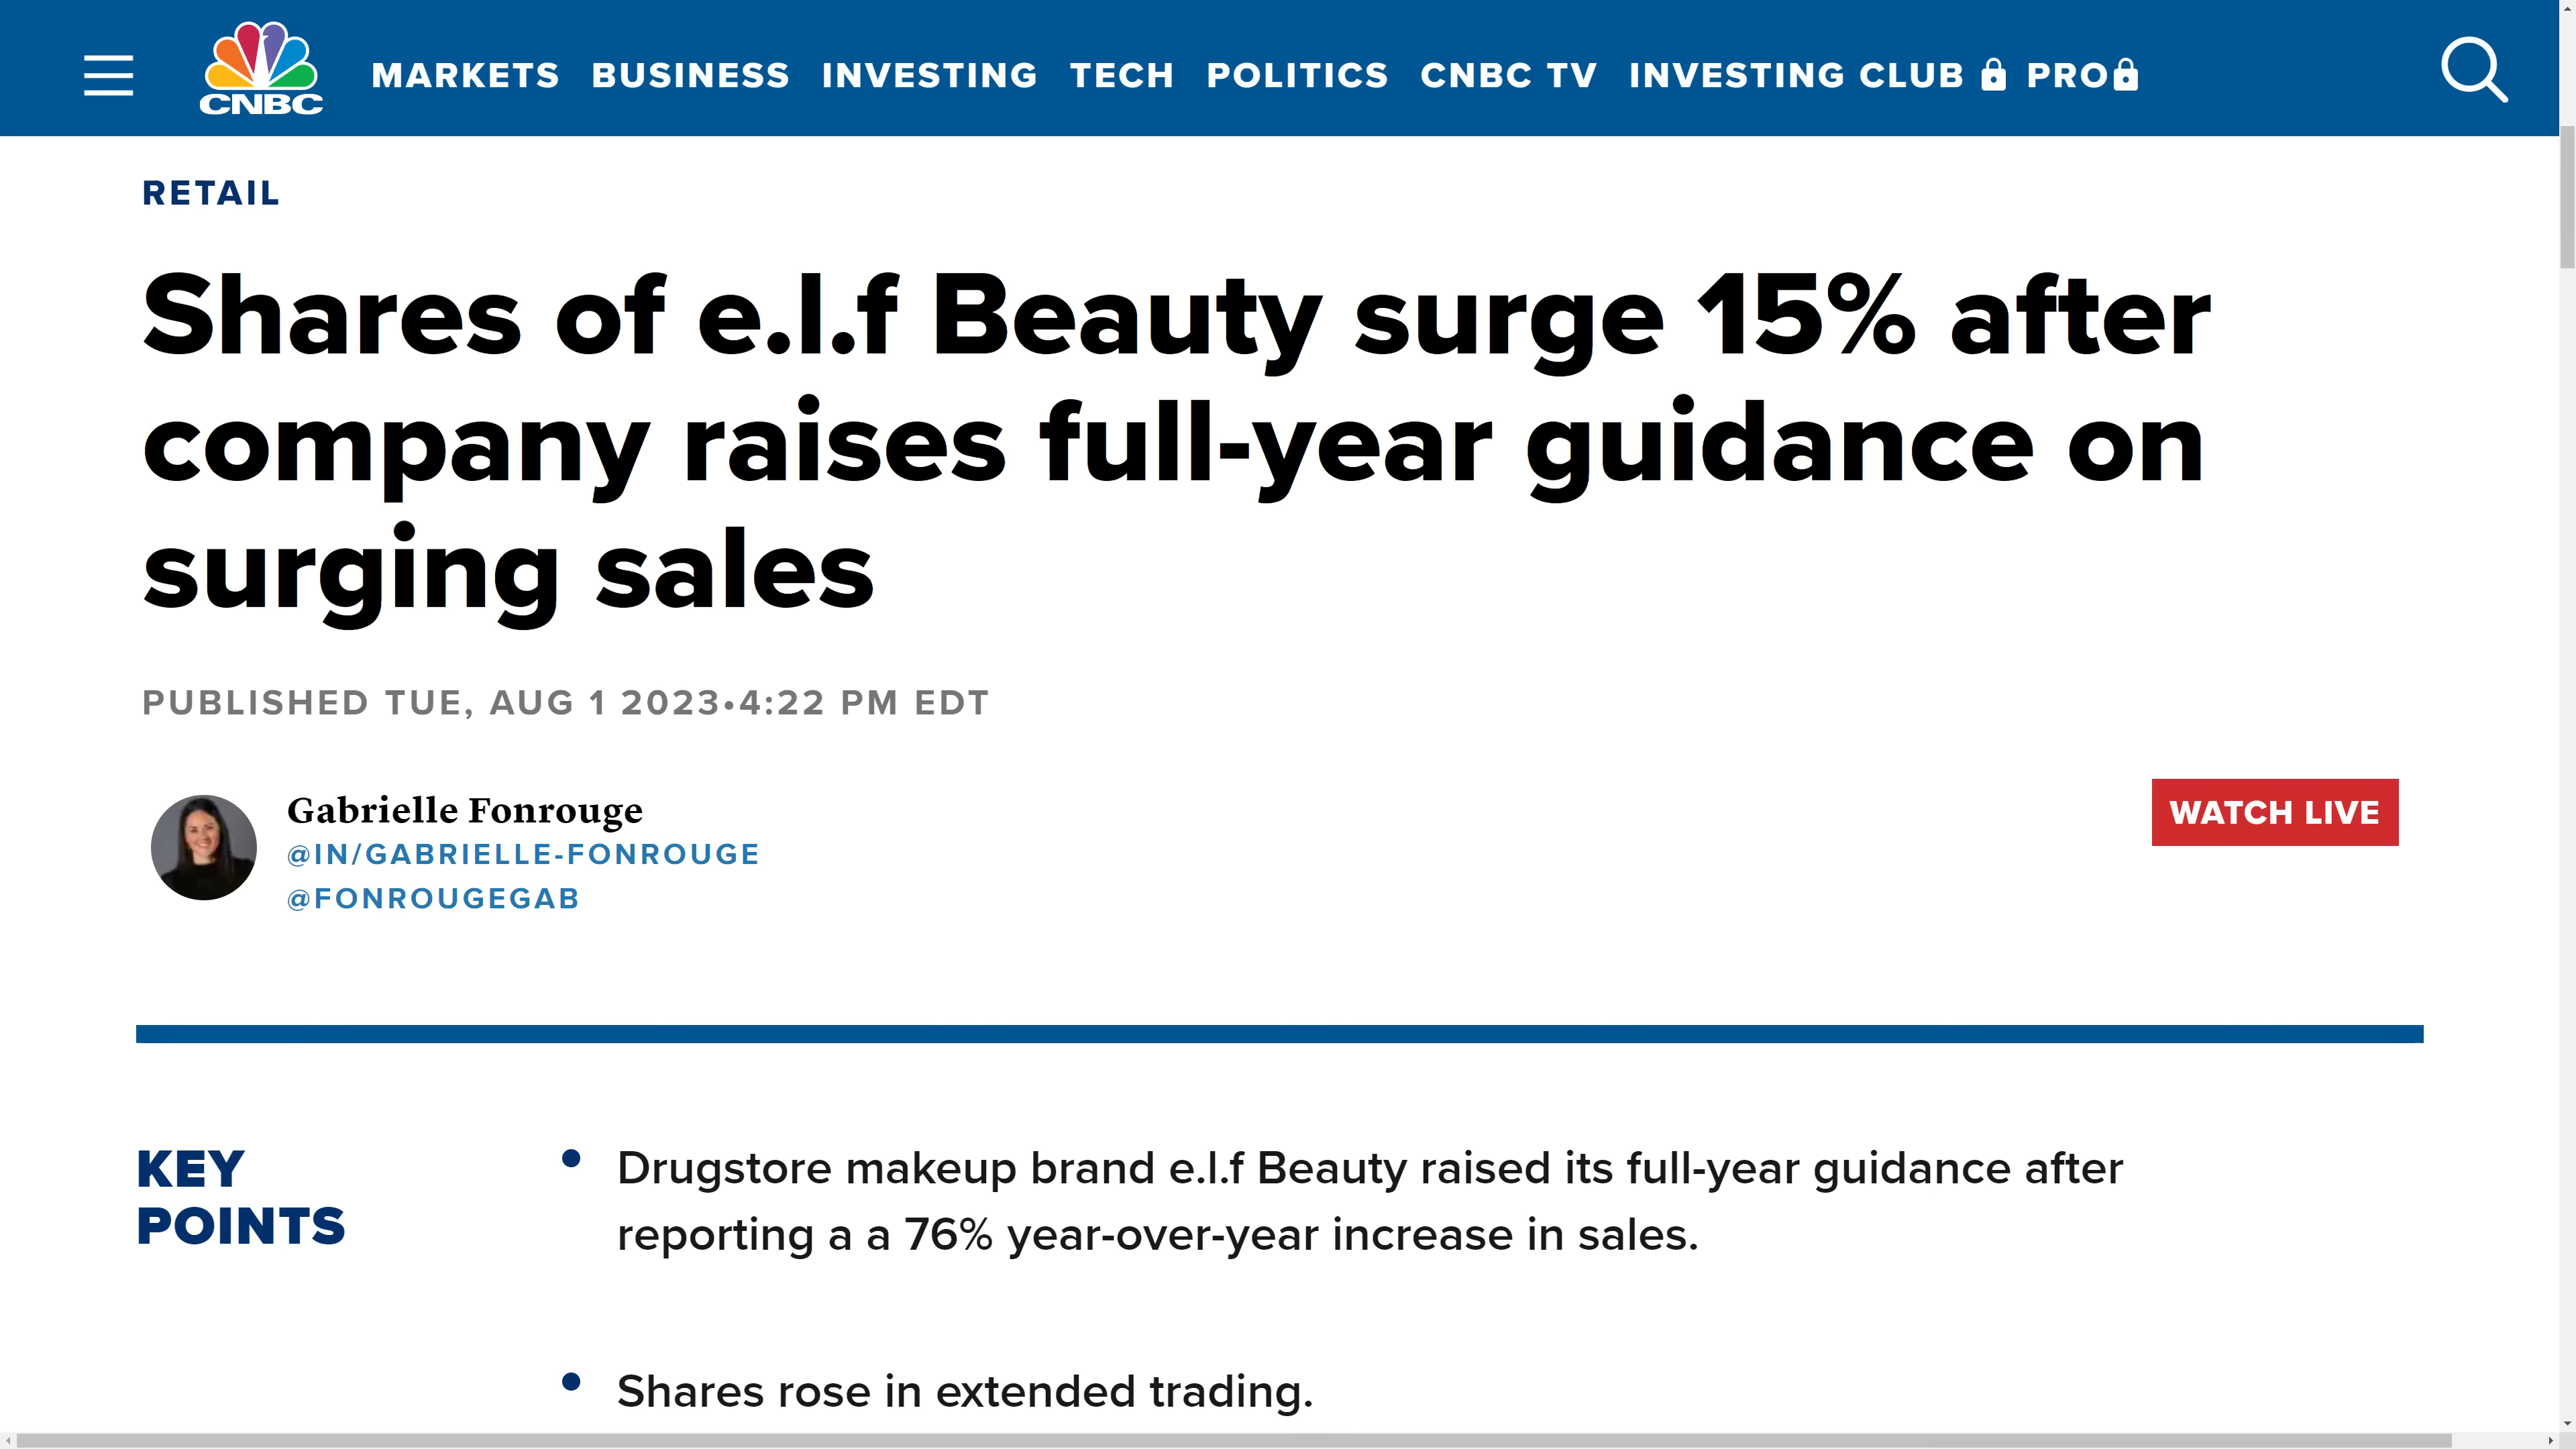 CNBC
MARKETS BUSINESS INVESTING TECH POLITICS CNBC TV INVESTING CLUB PRO
RETAIL
Shares of e.l.f Beauty surge 15% after
company raises full-year guidance on
surging sales
PUBLISHED TUE, AUG 1 2023•4:22 PM EDT
Gabrielle Fonrouge
@IN/GABRIELLE-FONROUGE
@FONROUGEGAB
WATCH LIVE
KEY
POINTS
• Drugstore makeup brand e.l.f Beauty raised its full-year guidance after
reporting a a 76% year-over-year increase in sales.
• Shares rose in extended trading.